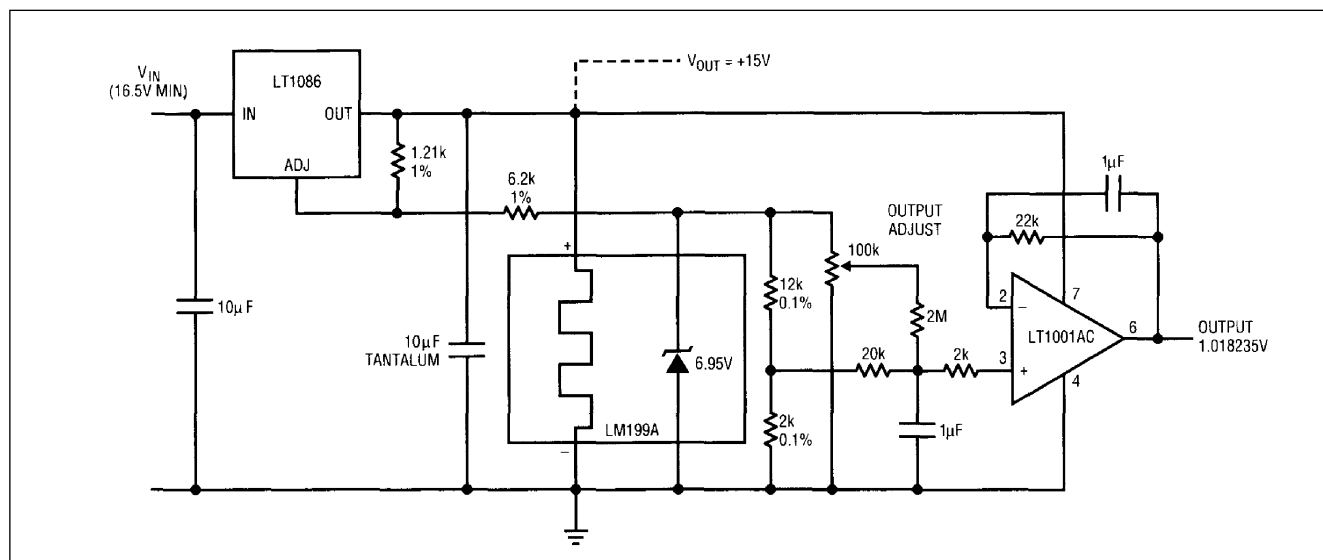 V_OUT = +15V
V_IN
(16.5V MIN)
LT1086
IN
OUT
ADJ
1.21k
1%
6.2k
1%
1µF
22k
OUTPUT
ADJUST
100k
12k
0.1%
2M
10µF
10µF
TANTALUM
+
6.95V
LM199A
−
20k
2k
2k
0.1%
1µF
2
−
7
LT1001AC
3
+
6
4
OUTPUT
1.018235V